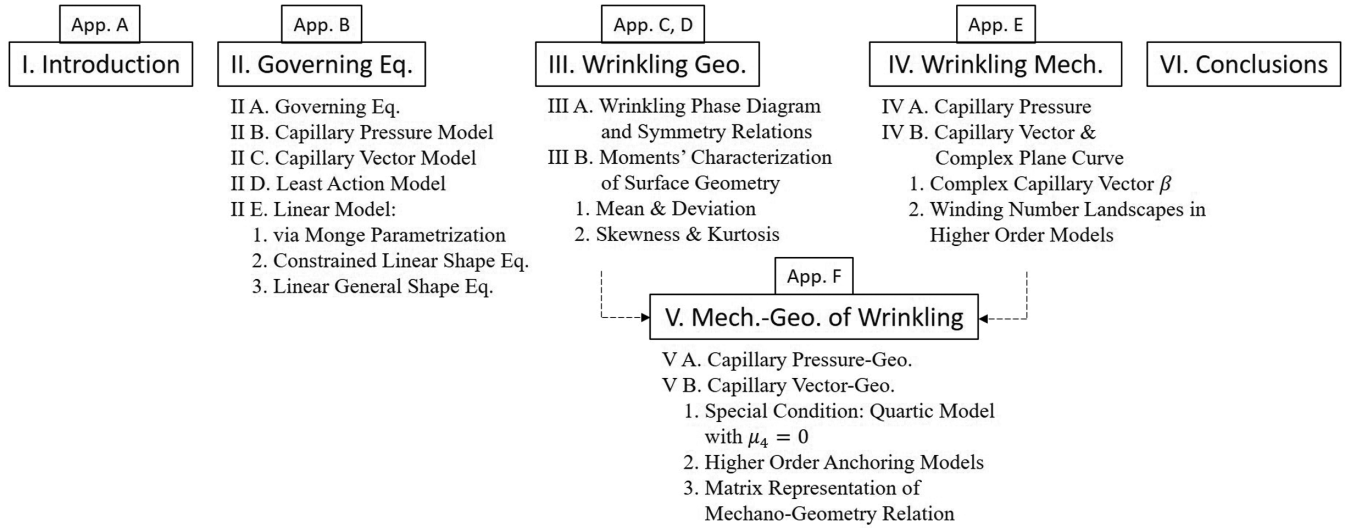 App. A
I. Introduction
App. B
II. Governing Eq.
II A. Governing Eq.
II B. Capillary Pressure Model
II C. Capillary Vector Model
II D. Least Action Model
II E. Linear Model:
1. via Monge Parametrization
2. Constrained Linear Shape Eq.
3. Linear General Shape Eq.
App. C, D
III. Wrinkling Geo.
III A. Wrinkling Phase Diagram
and Symmetry Relations
III B. Moments’ Characterization
of Surface Geometry
1. Mean & Deviation
2. Skewness & Kurtosis
App. E
IV. Wrinkling Mech.
IV A. Capillary Pressure
IV B. Capillary Vector &
Complex Plane Curve
1. Complex Capillary Vector β
2. Winding Number Landscapes in
Higher Order Models
VI. Conclusions
App. F
V. Mech.-Geo. of Wrinkling
V A. Capillary Pressure-Geo.
V B. Capillary Vector-Geo.
1. Special Condition: Quartic Model
with μ₄ = 0
2. Higher Order Anchoring Models
3. Matrix Representation of
Mechano-Geometry Relation